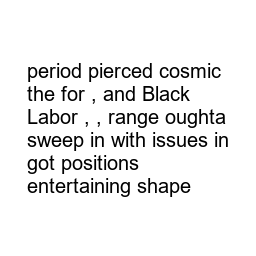 period pierced cosmic
the for , and Black
Labor , , range oughta
sweep in with issues in
got positions
entertaining shape